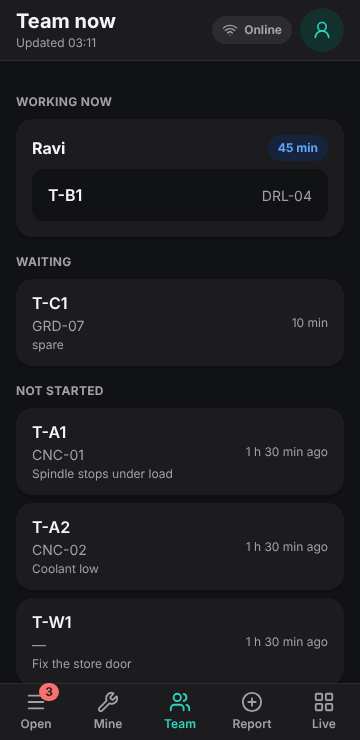 Team now
Updated 03:11
Online
WORKING NOW
Ravi
45 min
T-B1
DRL-04
WAITING
T-C1
GRD-07
spare
10 min
NOT STARTED
T-A1
CNC-01
Spindle stops under load
1 h 30 min ago
T-A2
CNC-02
Coolant low
1 h 30 min ago
T-W1
—
Fix the store door
1 h 30 min ago
3
Open
Mine
Team
Report
Live